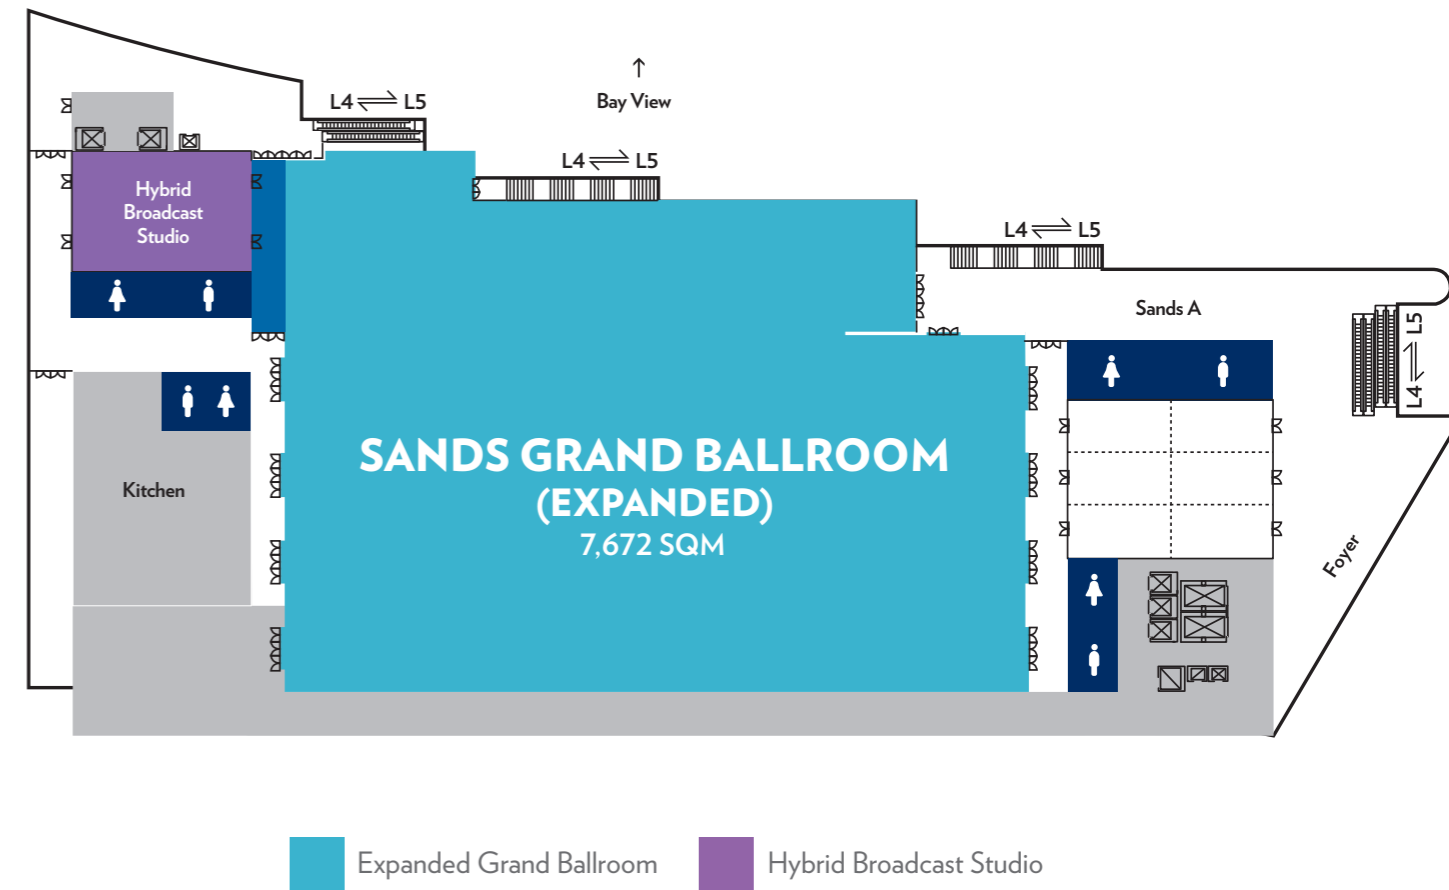 L4 L5
Bay View
L4 L5
Hybrid
Broadcast
Studio
L4 L5
Sands A
L4 L5
SANDS GRAND BALLROOM
(EXPANDED)
7,672 SQM
Kitchen
Foyer
Expanded Grand Ballroom
Hybrid Broadcast Studio